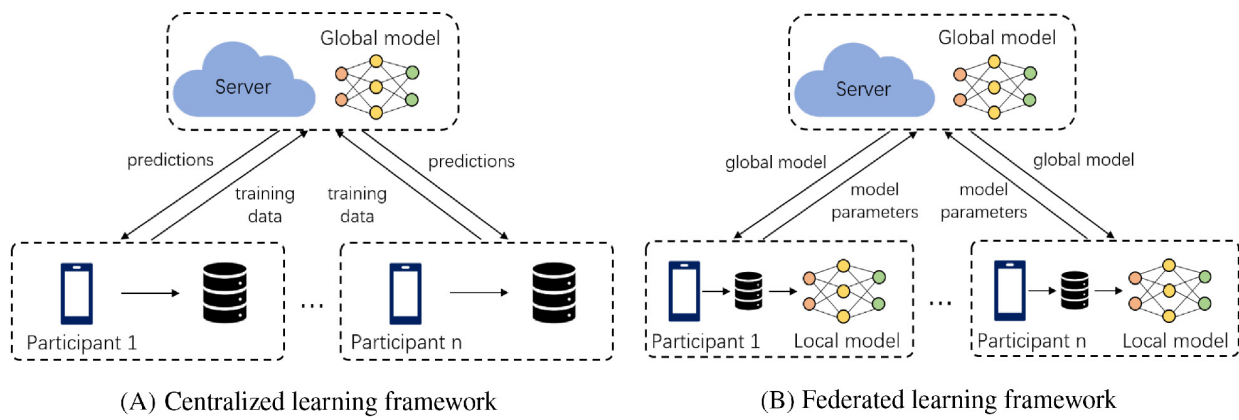 Global model
Server
predictions
predictions
training
data
training
data
...
Participant 1
Participant n
(A) Centralized learning framework
Global model
Server
global model
global model
model
parameters
model
parameters
...
Participant 1
Local model
Participant n
Local model
(B) Federated learning framework